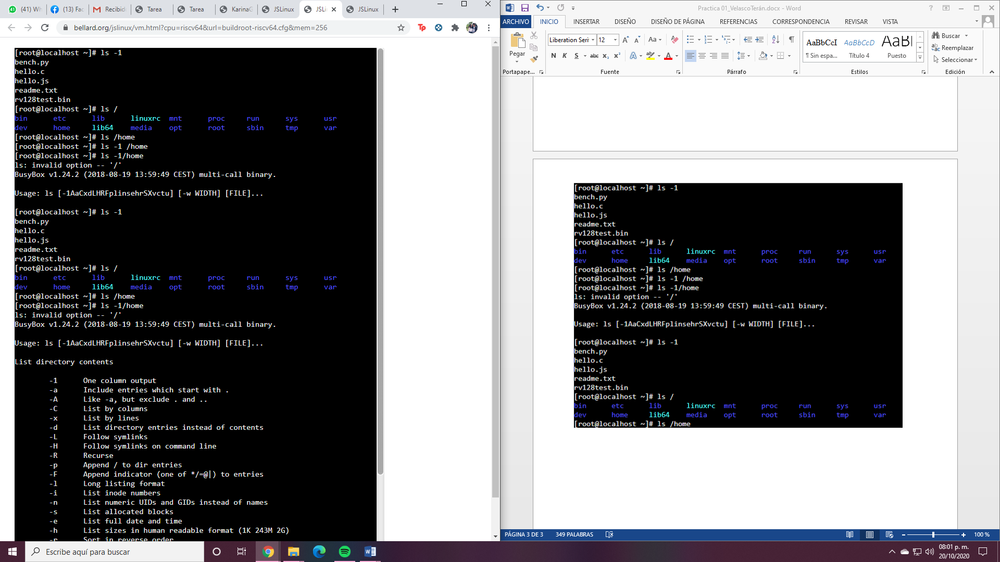 (41) Wh
(13) Fac
Recibid
Tarea
Tarea
KarinaG
JSLinux
JSLi
JSLinux
bellard.org/jslinux/vm.html?cpu=riscv64&url=buildroot-riscv64.cfg&mem=256
[root@localhost ~]# ls -1
bench.py
hello.c
hello.js
readme.txt
rv128test.bin
[root@localhost ~]# ls /
bin etc lib linuxrc mnt proc run sys usr
dev home lib64 media opt root sbin tmp var
[root@localhost ~]# ls /home
[root@localhost ~]# ls -1 /home
[root@localhost ~]# ls -1/home
ls: invalid option -- '/'
BusyBox v1.24.2 (2018-08-19 13:59:49 CEST) multi-call binary.
Usage: ls [-1AaCxdLHRFplinsehrSXvctu] [-w WIDTH] [FILE]...
[root@localhost ~]# ls -1
bench.py
hello.c
hello.js
readme.txt
rv128test.bin
[root@localhost ~]# ls /
bin etc lib linuxrc mnt proc run sys usr
dev home lib64 media opt root sbin tmp var
[root@localhost ~]# ls /home
[root@localhost ~]# ls -1/home
ls: invalid option -- '/'
BusyBox v1.24.2 (2018-08-19 13:59:49 CEST) multi-call binary.
Usage: ls [-1AaCxdLHRFplinsehrSXvctu] [-w WIDTH] [FILE]...
List directory contents
-1 One column output
-a Include entries which start with .
-A Like -a, but exclude . and ..
-C List by columns
-x List by lines
-d List directory entries instead of contents
-L Follow symlinks
-H Follow symlinks on command line
-R Recurse
-p Append / to dir entries
-F Append indicator (one of */=@|) to entries
-l Long listing format
-i List inode numbers
-n List numeric UIDs and GIDs instead of names
-s List allocated blocks
-e List full date and time
-h List sizes in human readable format (1K 243M 2G)
-r Sort in reverse order
Practica 01_VelascoTerán.docx - Word
ARCHIVO INICIO INSERTAR DISEÑO DISEÑO DE PÁGINA REFERENCIAS CORRESPONDENCIA REVISAR VISTA
Pegar
Liberation Seri 12
Aa
N K S abc x₂ x²
AaBbCcI AaBbCcD AaBl
¶ Sin espa... Título 4 Puesto
Buscar
Reemplazar
Seleccionar
Portapape... Fuente Párrafo Estilos Edición
[root@localhost ~]# ls -1
bench.py
hello.c
hello.js
readme.txt
rv128test.bin
[root@localhost ~]# ls /
bin etc lib linuxrc mnt proc run sys usr
dev home lib64 media opt root sbin tmp var
[root@localhost ~]# ls /home
[root@localhost ~]# ls -1 /home
[root@localhost ~]# ls -1/home
ls: invalid option -- '/'
BusyBox v1.24.2 (2018-08-19 13:59:49 CEST) multi-call binary.
Usage: ls [-1AaCxdLHRFplinsehrSXvctu] [-w WIDTH] [FILE]...
[root@localhost ~]# ls -1
bench.py
hello.c
hello.js
readme.txt
rv128test.bin
[root@localhost ~]# ls /
bin etc lib linuxrc mnt proc run sys usr
dev home lib64 media opt root sbin tmp var
[root@localhost ~]# ls /home
PÁGINA 3 DE 3 349 PALABRAS
100 %
Escribe aquí para buscar
08:01 p. m.
20/10/2020